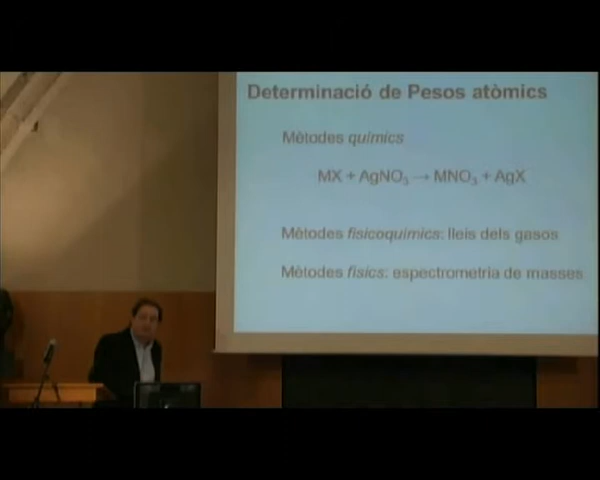 Determinació de Pesos atòmics
Mètodes químics
MX + AgNO₃ → MNO₃ + AgX
Mètodes fisicoquímics: lleis dels gasos
Mètodes físics: espectrometria de masses